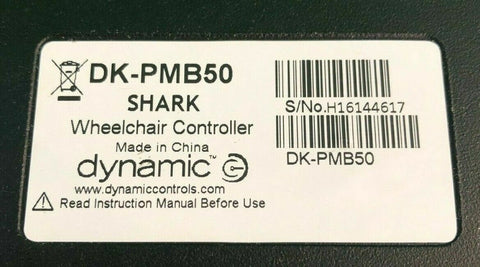 DK-PMB50
SHARK
Wheelchair Controller
Made in China
dynamic™
www.dynamiccontrols.com
Read Instruction Manual Before Use
S/No.H16144617
DK-PMB50